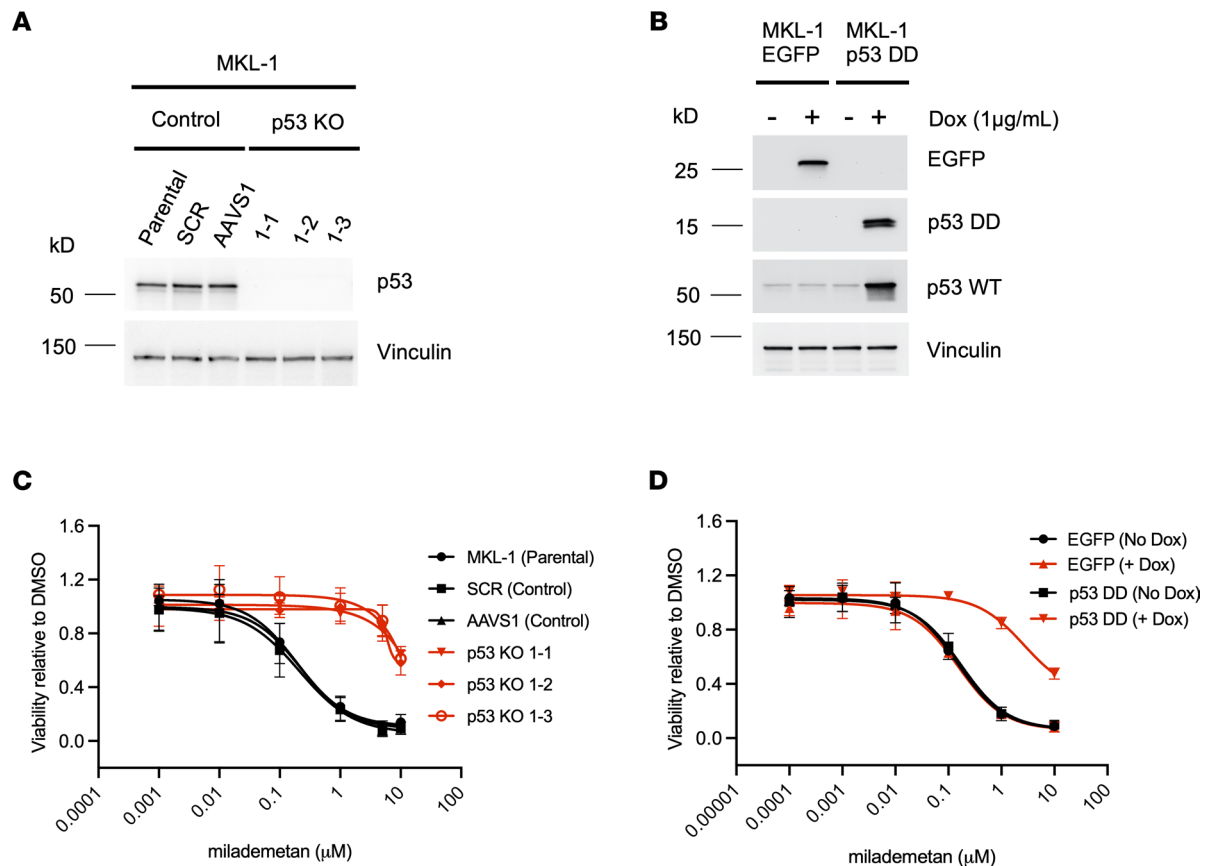 A
MKL-1
Control p53 KO
Parental SCR AAVS1 1-1 1-2 1-3
kD
50
150
p53
Vinculin
B
MKL-1 EGFP
MKL-1 p53 DD
kD
- + - + Dox (1µg/mL)
25 EGFP
15 p53 DD
50 p53 WT
150 Vinculin
C
Viability relative to DMSO
1.6
1.2
0.8
0.4
0.0
0.0001 0.001 0.01 0.1 1 10 100
milademetan (µM)
MKL-1 (Parental)
SCR (Control)
AAVS1 (Control)
p53 KO 1-1
p53 KO 1-2
p53 KO 1-3
D
Viability relative to DMSO
1.6
1.2
0.8
0.4
0.0
0.00001 0.0001 0.001 0.01 0.1 1 10 100
milademetan (µM)
EGFP (No Dox)
EGFP (+ Dox)
p53 DD (No Dox)
p53 DD (+ Dox)